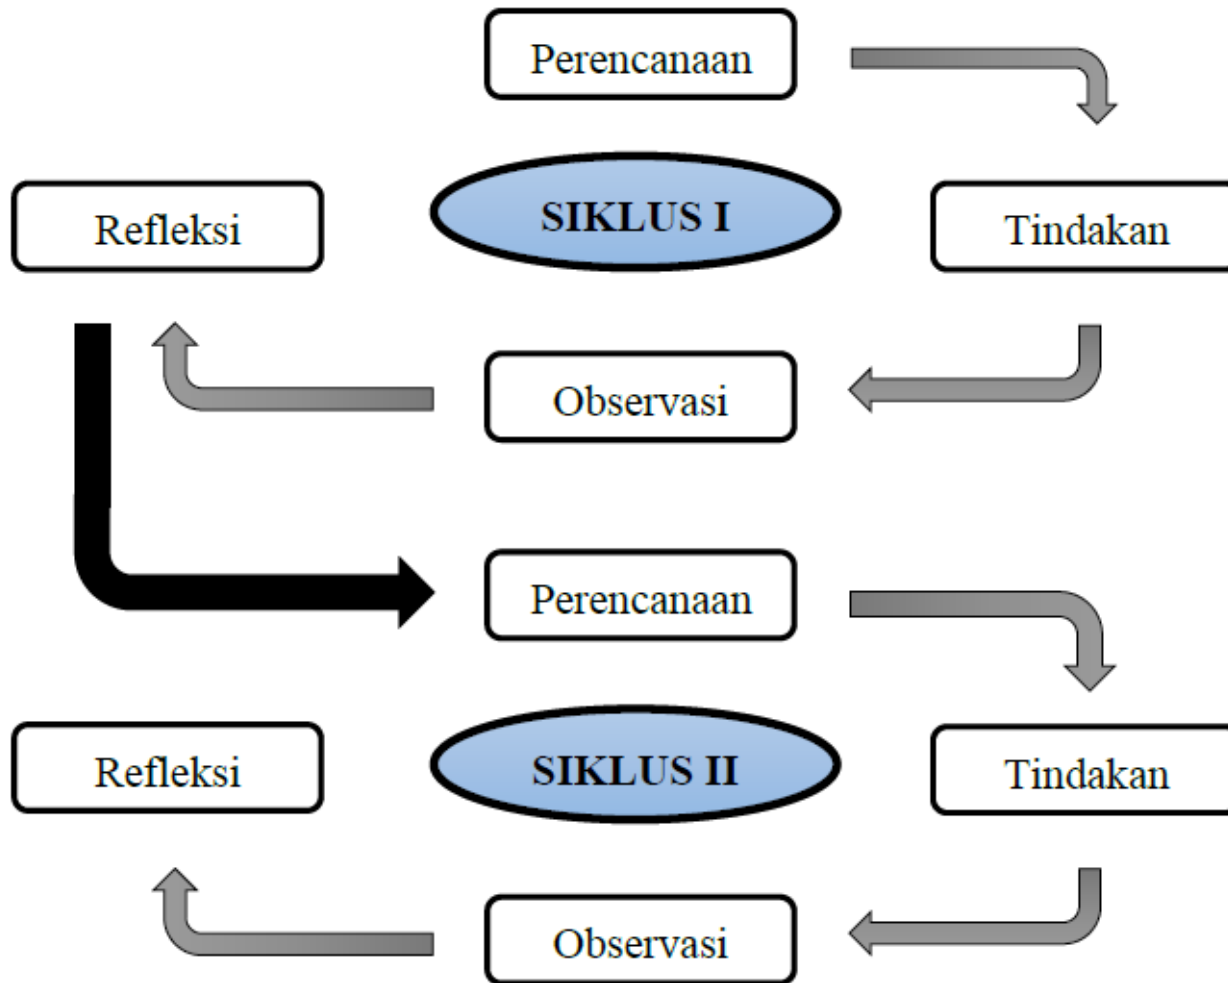 Perencanaan
SIKLUS I
Refleksi
Tindakan
Observasi
Perencanaan
SIKLUS II
Refleksi
Tindakan
Observasi